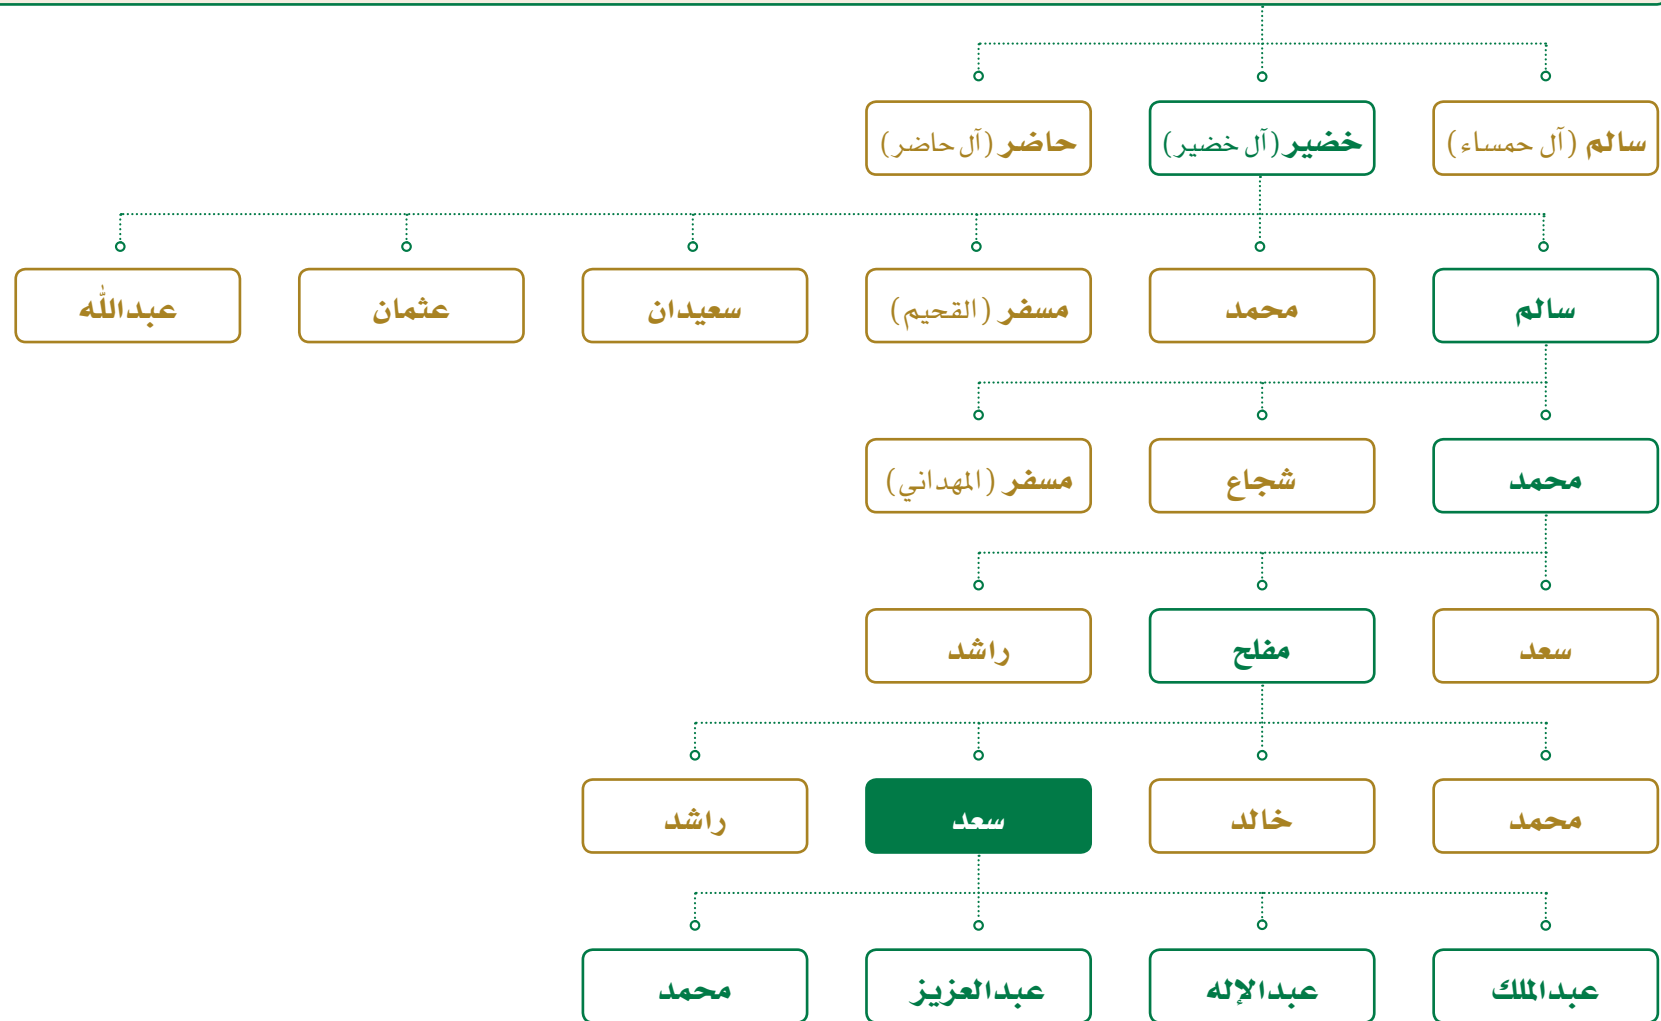 سالم (آل حمساء)
خضير (آل خضير)
حاضر (آل حاضر)
سالم
محمد
مسفر (القحيم)
سعيدان
عثمان
عبدالله
محمد
شجاع
مسفر (المهداني)
سعد
مفلح
راشد
محمد
خالد
سعد
راشد
عبدالملك
عبدالإله
عبدالعزيز
محمد